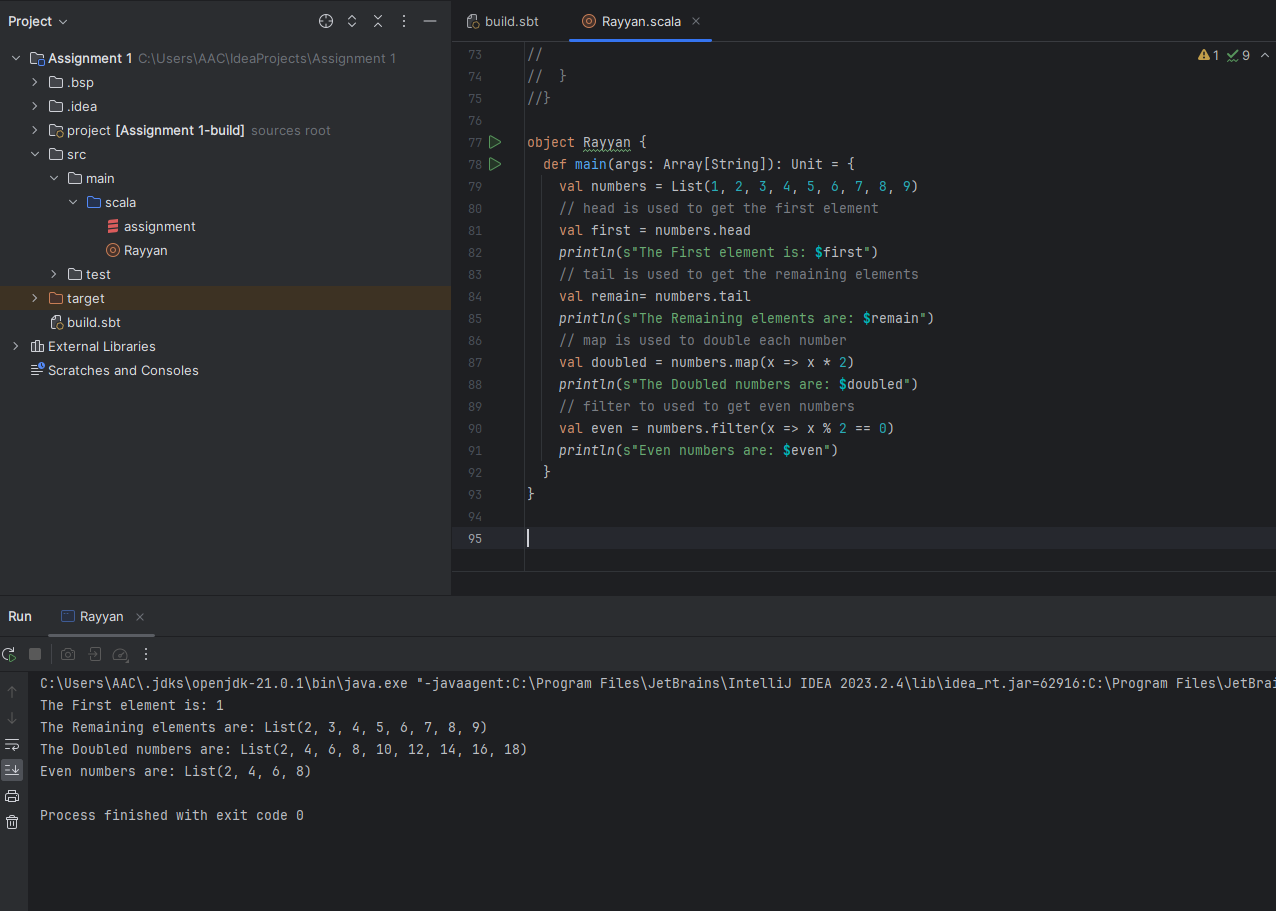 Project
Assignment 1 C:\Users\AAC\IdeaProjects\Assignment 1
.bsp
.idea
project [Assignment 1-build] sources root
src
main
scala
assignment
Rayyan
test
target
build.sbt
External Libraries
Scratches and Consoles
build.sbt Rayyan.scala
1 9
73 //
74 //  }
75 //}
76
77 object Rayyan {
78   def main(args: Array[String]): Unit = {
79     val numbers = List(1, 2, 3, 4, 5, 6, 7, 8, 9)
80     // head is used to get the first element
81     val first = numbers.head
82     println(s"The First element is: $first")
83     // tail is used to get the remaining elements
84     val remain= numbers.tail
85     println(s"The Remaining elements are: $remain")
86     // map is used to double each number
87     val doubled = numbers.map(x => x * 2)
88     println(s"The Doubled numbers are: $doubled")
89     // filter to used to get even numbers
90     val even = numbers.filter(x => x % 2 == 0)
91     println(s"Even numbers are: $even")
92   }
93 }
94
95
Run Rayyan
C:\Users\AAC\.jdks\openjdk-21.0.1\bin\java.exe "-javaagent:C:\Program Files\JetBrains\IntelliJ IDEA 2023.2.4\lib\idea_rt.jar=62916:C:\Program Files\JetBrai
The First element is: 1
The Remaining elements are: List(2, 3, 4, 5, 6, 7, 8, 9)
The Doubled numbers are: List(2, 4, 6, 8, 10, 12, 14, 16, 18)
Even numbers are: List(2, 4, 6, 8)
Process finished with exit code 0